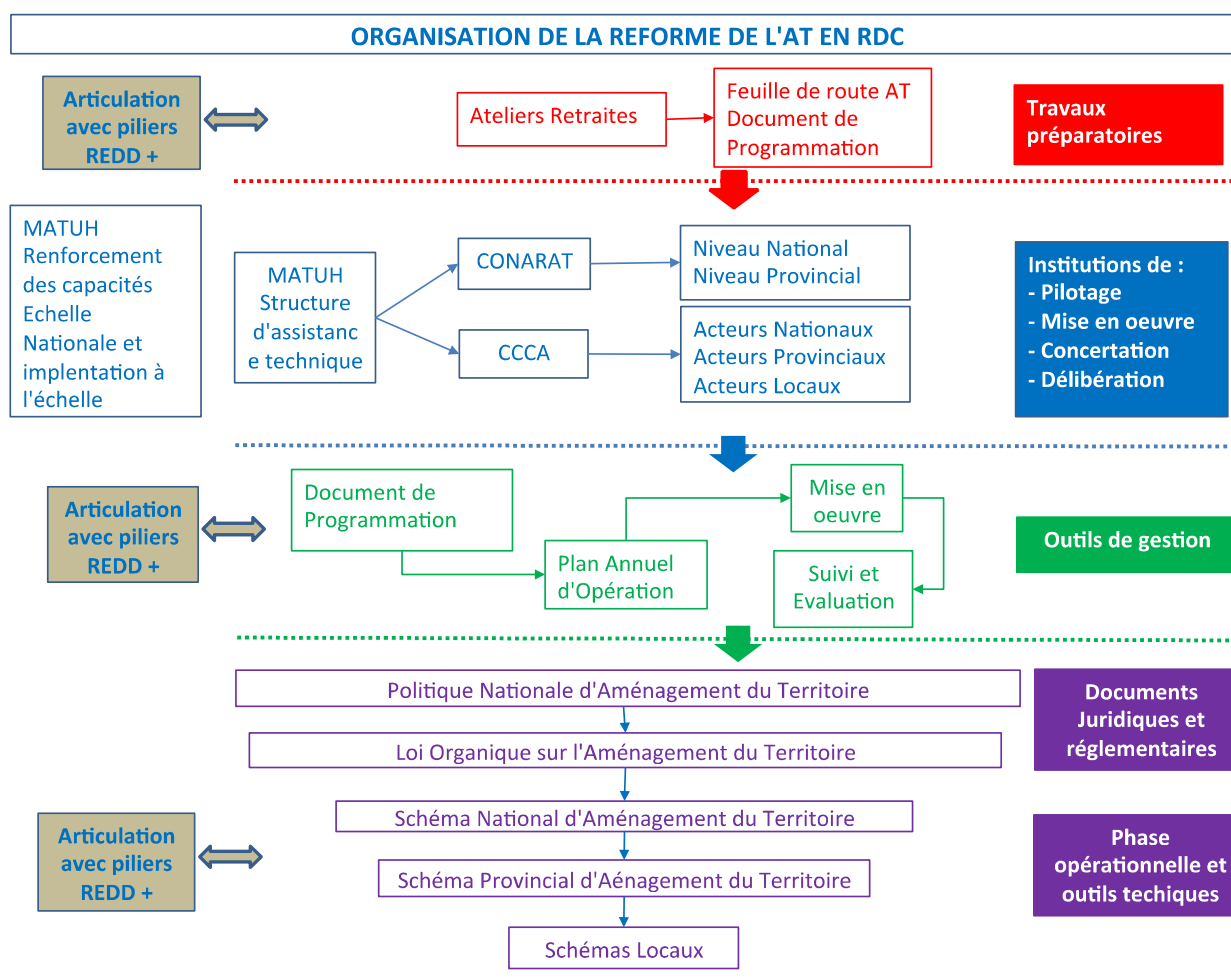 ORGANISATION DE LA REFORME DE L'AT EN RDC
Articulation
avec piliers
REDD +
Ateliers Retraites
Feuille de route AT
Document de
Programmation
Travaux
préparatoires
MATUH
Renforcement
des capacités
Echelle
Nationale et
implentation à
l'échelle
MATUH
Structure
d'assistanc
e technique
CONARAT
Niveau National
Niveau Provincial
CCCA
Acteurs Nationaux
Acteurs Provinciaux
Acteurs Locaux
Institutions de :
- Pilotage
- Mise en oeuvre
- Concertation
- Délibération
Articulation
avec piliers
REDD +
Document de
Programmation
Plan Annuel
d'Opération
Mise en
oeuvre
Suivi et
Evaluation
Outils de gestion
Politique Nationale d'Aménagement du Territoire
Loi Organique sur l'Aménagement du Territoire
Documents
Juridiques et
réglementaires
Articulation
avec piliers
REDD +
Schéma National d'Aménagement du Territoire
Schéma Provincial d'Aénagement du Territoire
Schémas Locaux
Phase
opérationnelle et
outils techiques